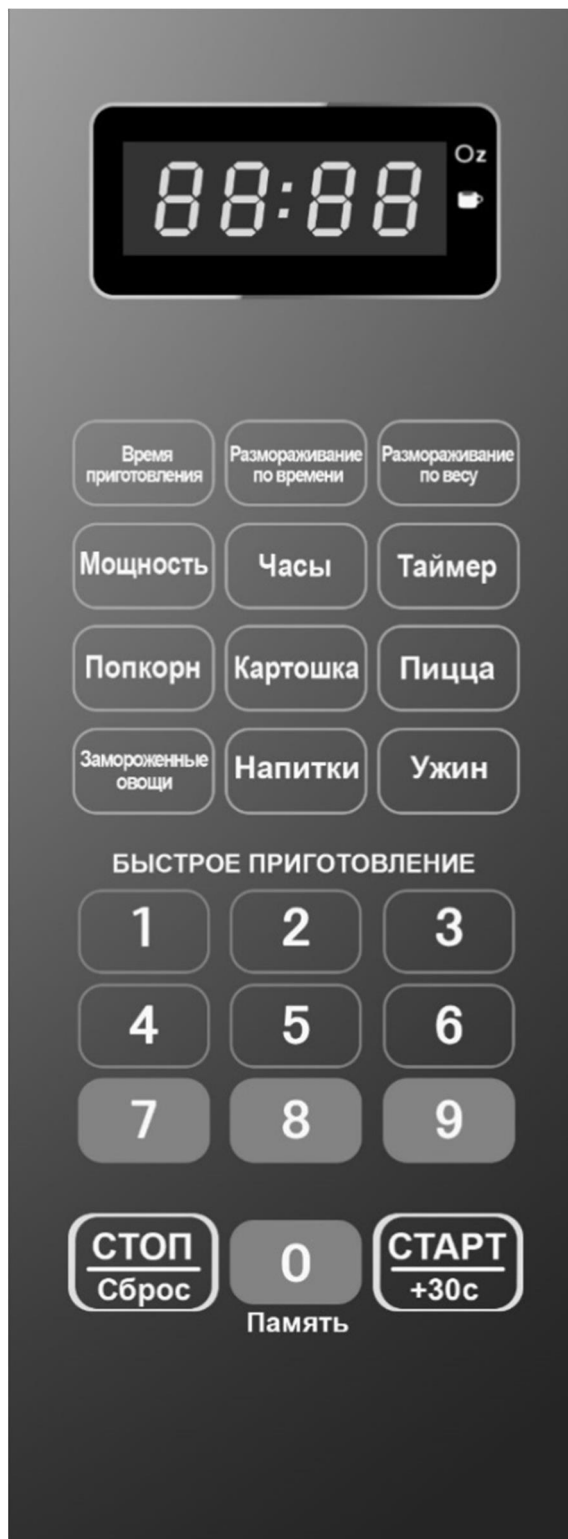 88:88
Oz
Время
приготовления
Размораживание
по времени
Размораживание
по весу
Мощность
Часы
Таймер
Попкорн
Картошка
Пицца
Замороженные
овощи
Напитки
Ужин
БЫСТРОЕ ПРИГОТОВЛЕНИЕ
1
2
3
4
5
6
7
8
9
СТОП
Сброс
0
Память
СТАРТ
+30с